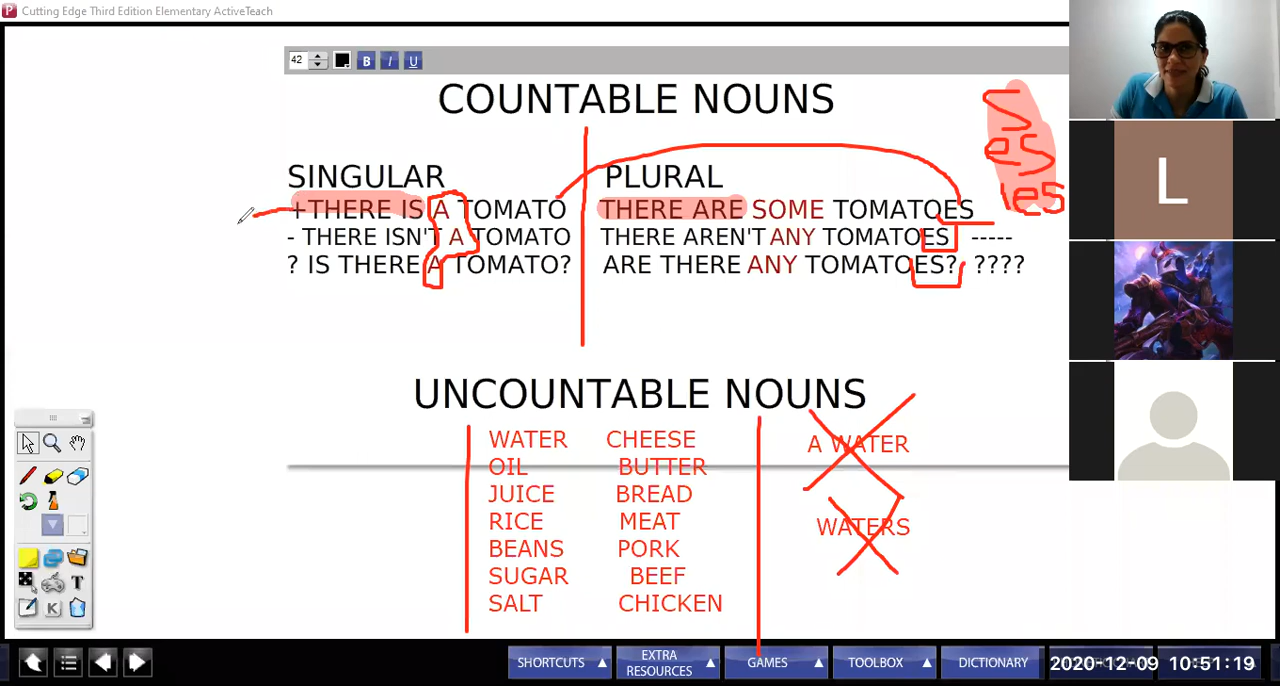 Cutting Edge Third Edition Elementary ActiveTeach
42 B I U
COUNTABLE NOUNS
SINGULAR
+THERE IS A TOMATO
- THERE ISN'T A TOMATO
? IS THERE A TOMATO?
PLURAL
THERE ARE SOME TOMATOES
THERE AREN'T ANY TOMATOES -----
ARE THERE ANY TOMATOES? ????
S
es
ies
L
UNCOUNTABLE NOUNS
WATER CHEESE
OIL BUTTER
JUICE BREAD
RICE MEAT
BEANS PORK
SUGAR BEEF
SALT CHICKEN
A WATER
WATERS
T
K
SHORTCUTS
EXTRA
RESOURCES
GAMES
TOOLBOX
DICTIONARY
2020-12-09 10:51:19